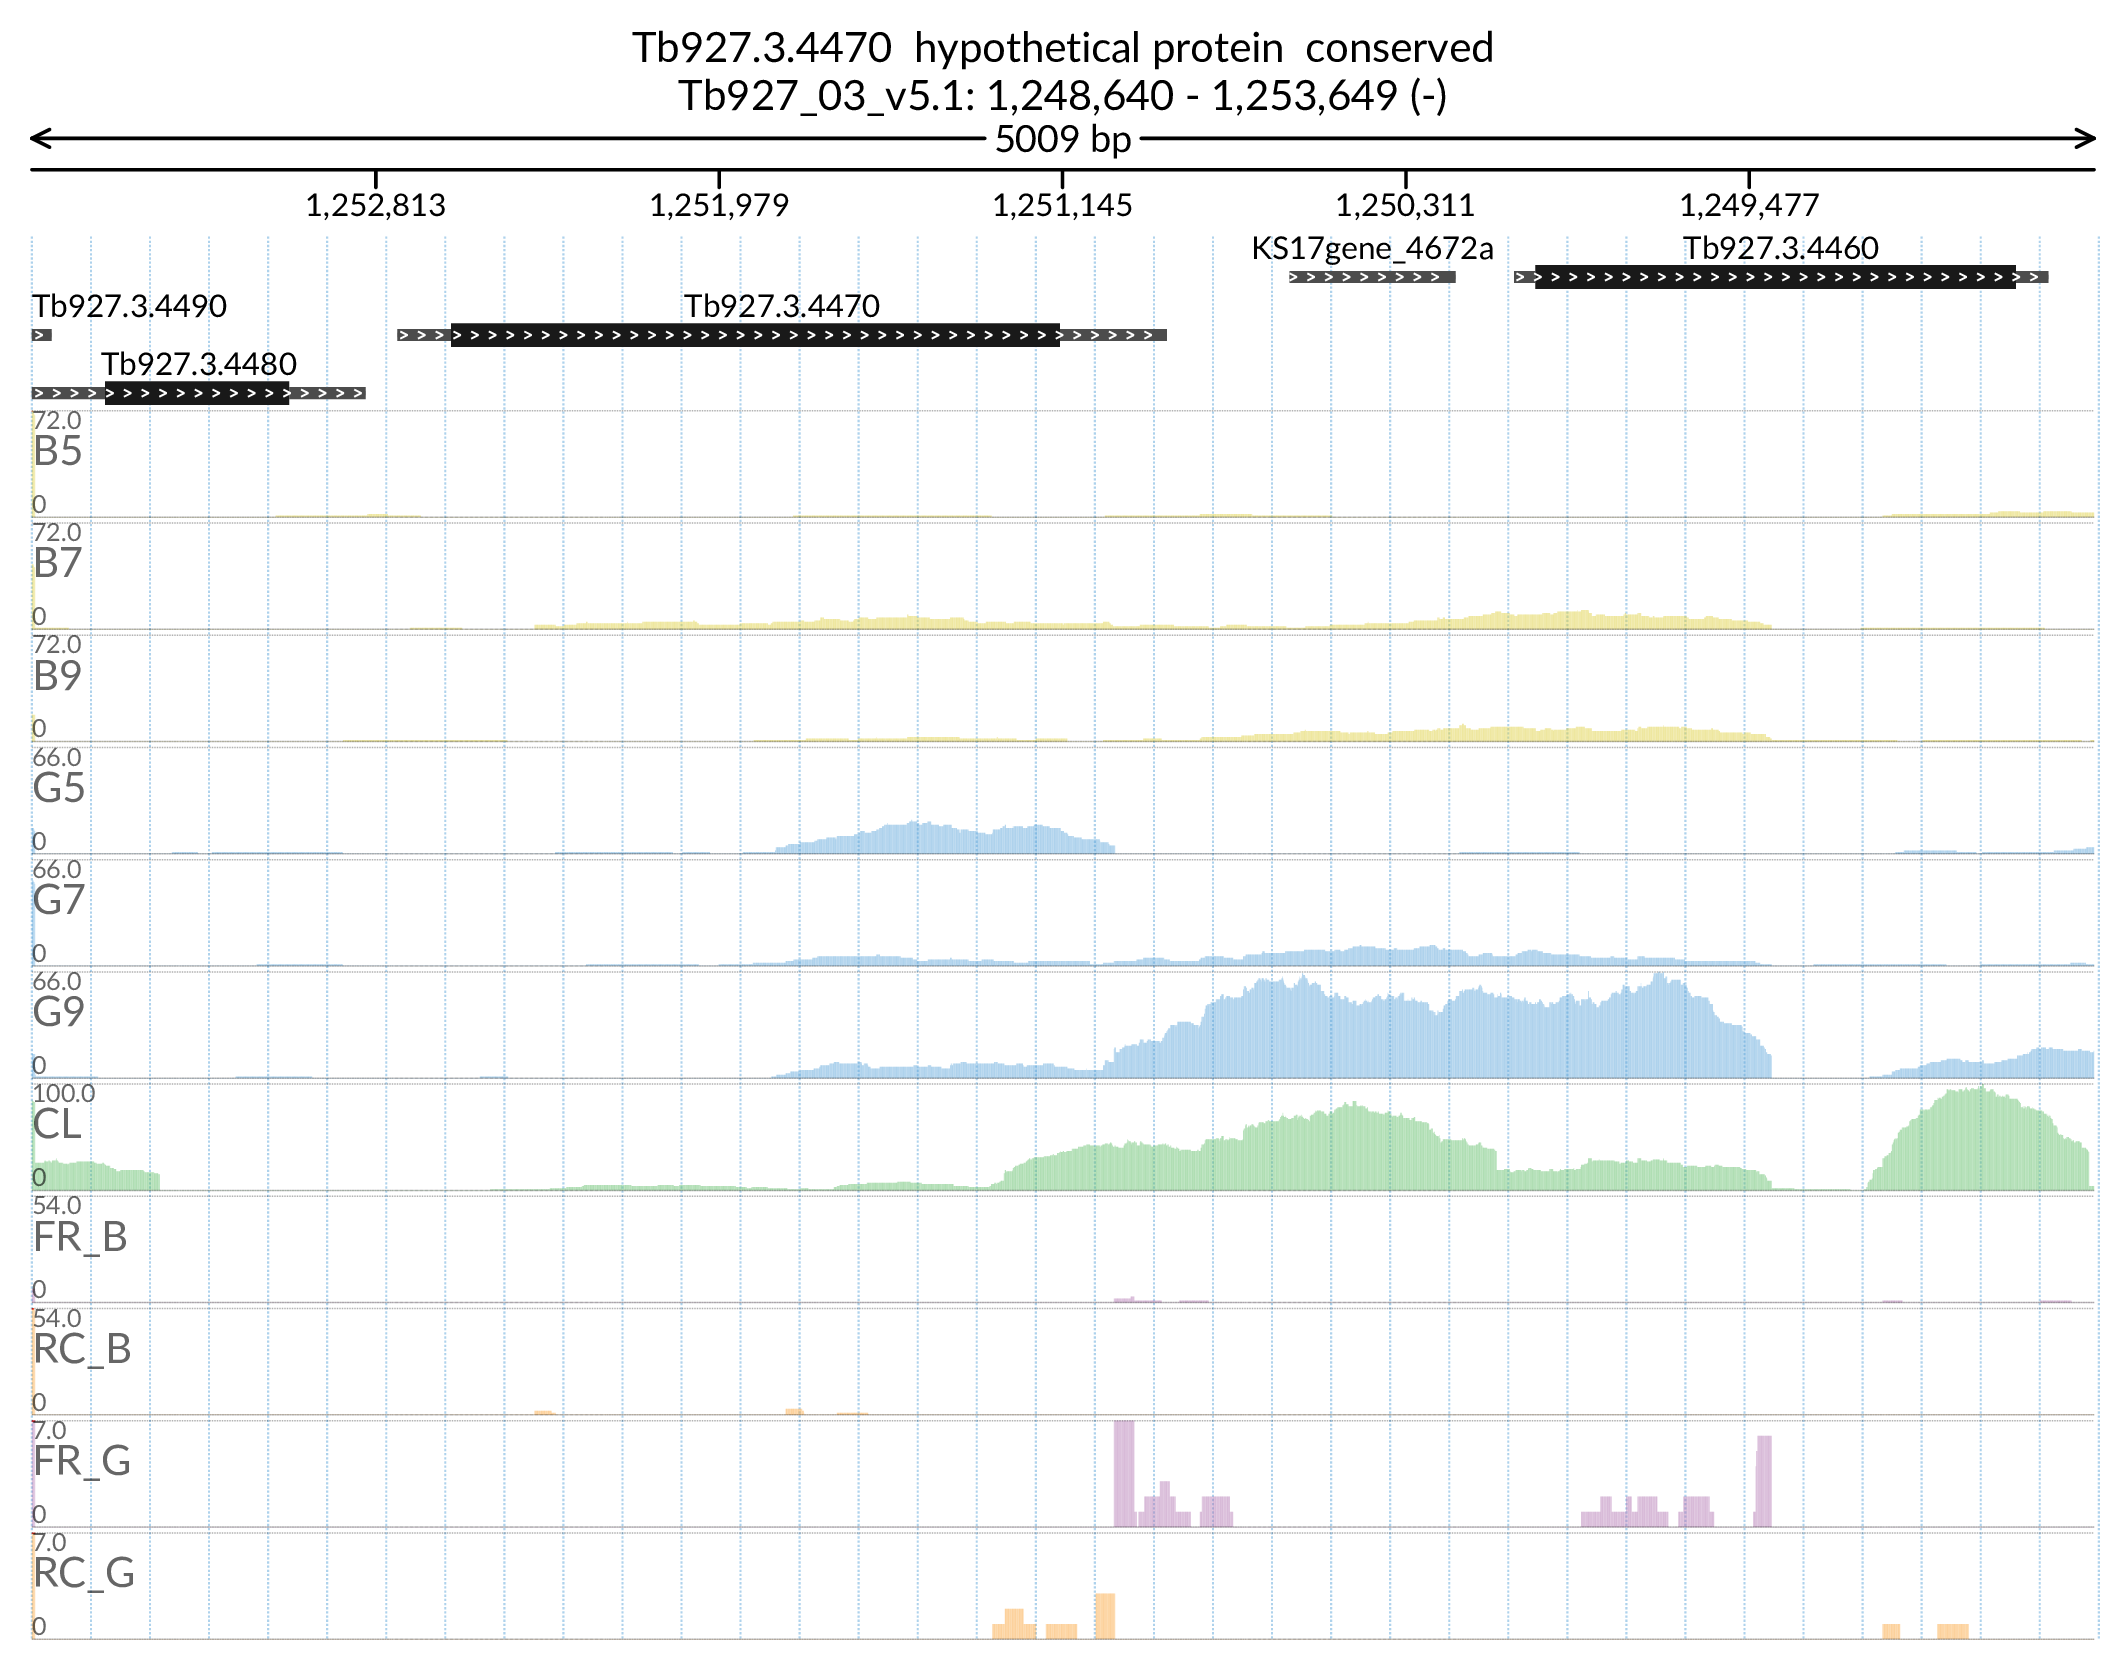 Tb927.3.4470  hypothetical protein  conserved
Tb927_03_v5.1: 1,248,640 - 1,253,649 (-)
5009 bp
1,252,813 1,251,979 1,251,145 1,250,311 1,249,477
KS17gene_4672a Tb927.3.4460
Tb927.3.4490 Tb927.3.4470
Tb927.3.4480
72.0
B5
0
72.0
B7
0
72.0
B9
0
66.0
G5
0
66.0
G7
0
66.0
G9
0
100.0
CL
0
54.0
FR_B
0
54.0
RC_B
0
7.0
FR_G
0
7.0
RC_G
0